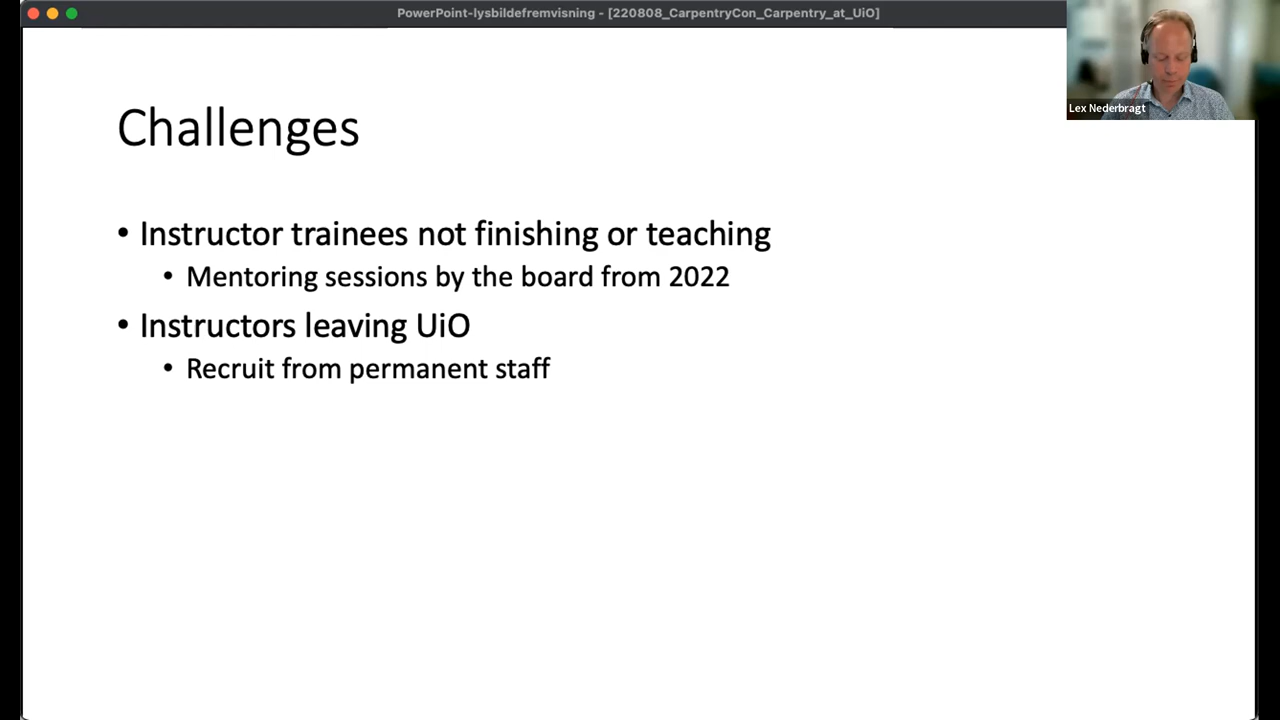 PowerPoint-lysbildefremvisning - [220808_CarpentryCon_Carpentry_at_UiO]
Lex Nederbragt
Challenges
• Instructor trainees not finishing or teaching
• Mentoring sessions by the board from 2022
• Instructors leaving UiO
• Recruit from permanent staff